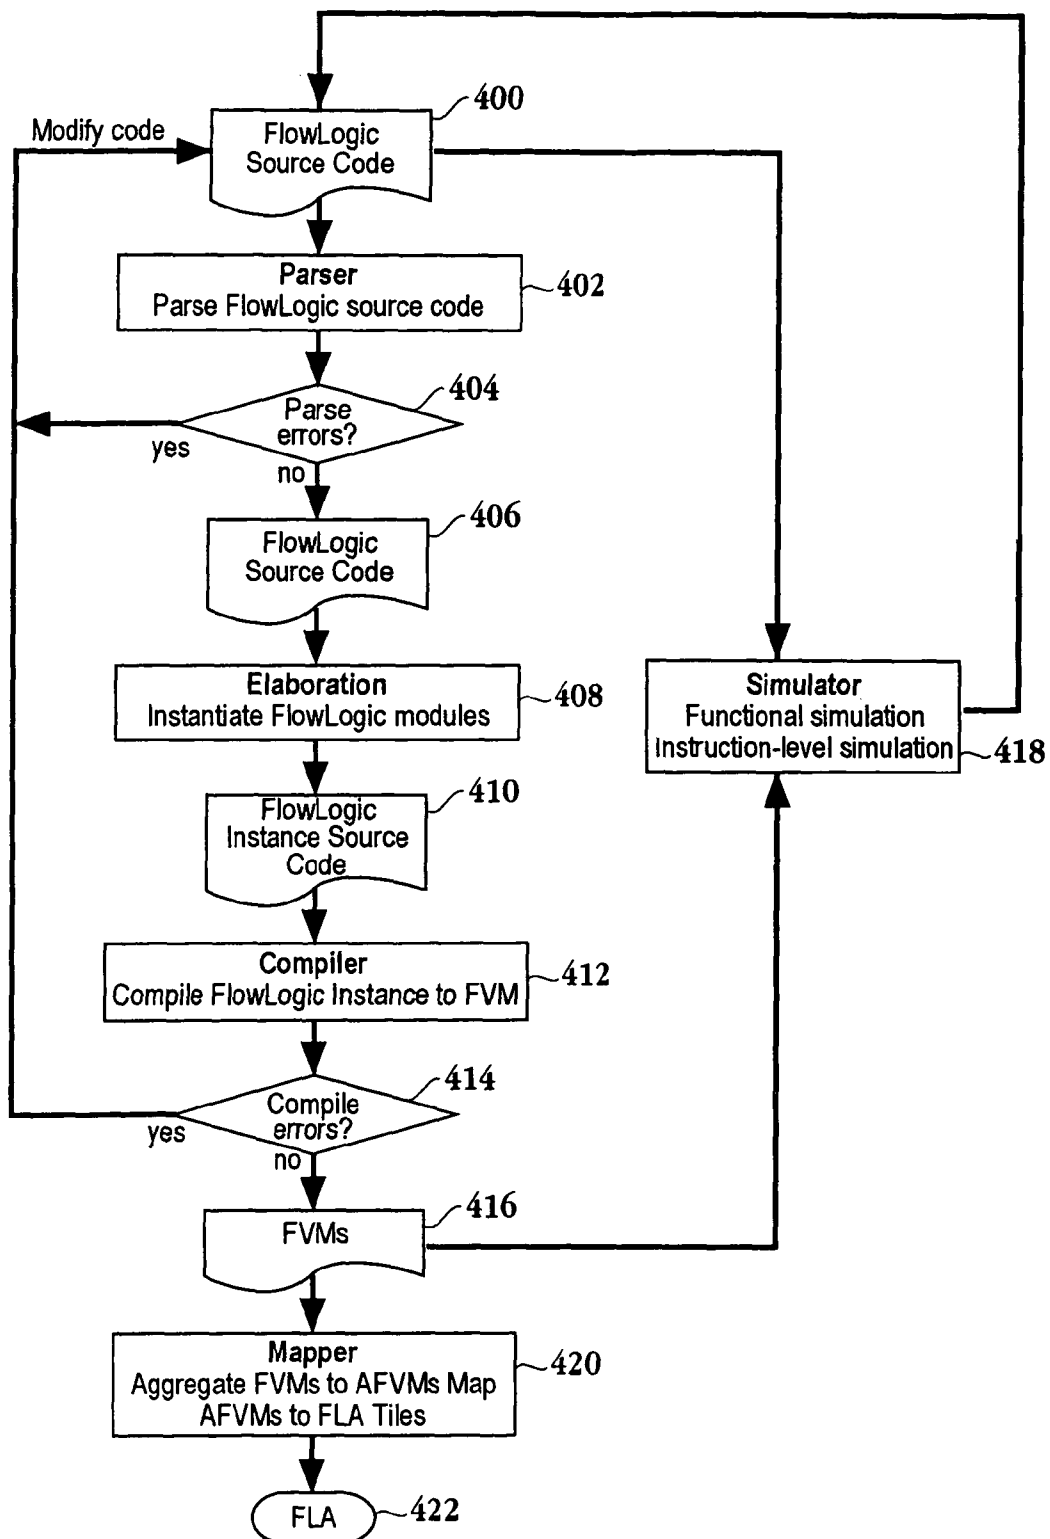 400
Modify code
FlowLogic
Source Code
Parser
Parse FlowLogic source code
402
404
Parse
errors?
yes
no
406
FlowLogic
Source Code
Elaboration
Instantiate FlowLogic modules
408
Simulator
Functional simulation
Instruction-level simulation
418
410
FlowLogic
Instance Source
Code
Compiler
Compile FlowLogic Instance to FVM
412
414
Compile
errors?
yes
no
416
FVMs
Mapper
Aggregate FVMs to AFVMs Map
AFVMs to FLA Tiles
420
FLA
422